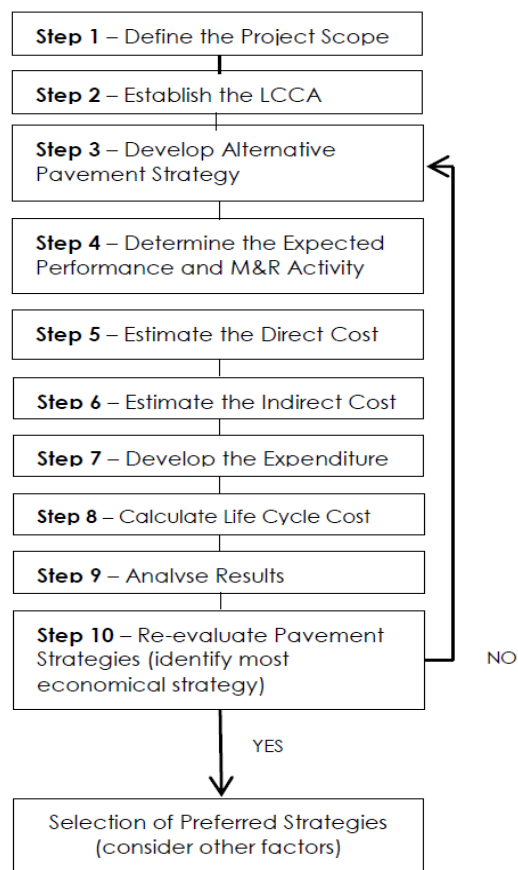 Step 1 – Define the Project Scope
Step 2 – Establish the LCCA
Step 3 – Develop Alternative
Pavement Strategy
Step 4 – Determine the Expected
Performance and M&R Activity
Step 5 – Estimate the Direct Cost
Step 6 – Estimate the Indirect Cost
Step 7 – Develop the Expenditure
Step 8 – Calculate Life Cycle Cost
Step 9 – Analyse Results
Step 10 – Re-evaluate Pavement
Strategies (identify most
economical strategy)
NO
YES
Selection of Preferred Strategies
(consider other factors)